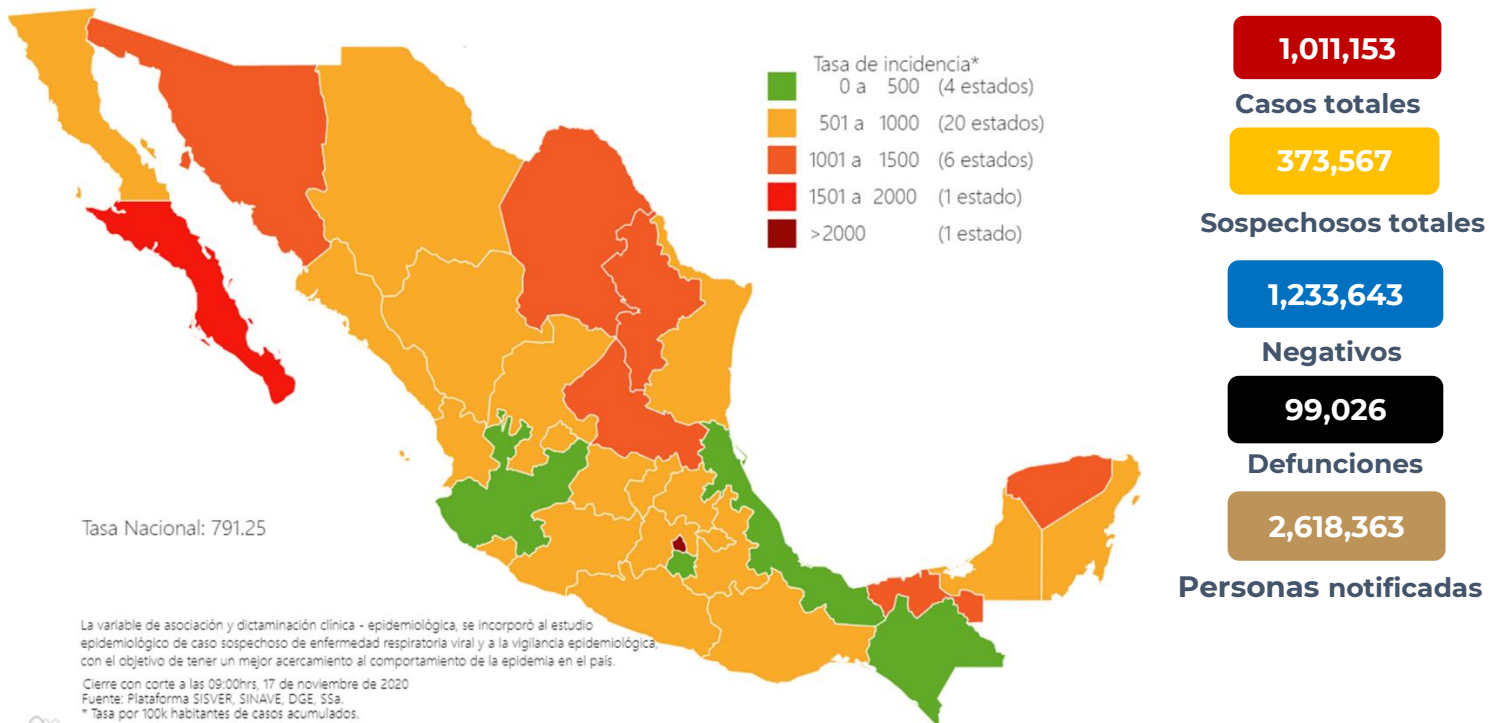 Tasa de incidencia*
0 a 500 (4 estados)
501 a 1000 (20 estados)
1001 a 1500 (6 estados)
1501 a 2000 (1 estado)
>2000 (1 estado)
Tasa Nacional: 791.25
La variable de asociación y dictaminación clínica - epidemiológica, se incorporó al estudio
epidemiológico de caso sospechoso de enfermedad respiratoria viral y a la vigilancia epidemiológica,
con el objetivo de tener un mejor acercamiento al comportamiento de la epidemia en el país.
Cierre con corte a las 09:00hrs, 17 de noviembre de 2020
Fuente: Plataforma SISVER, SINAVE, DGE, SSa.
* Tasa por 100k habitantes de casos acumulados.
1,011,153
Casos totales
373,567
Sospechosos totales
1,233,643
Negativos
99,026
Defunciones
2,618,363
Personas notificadas